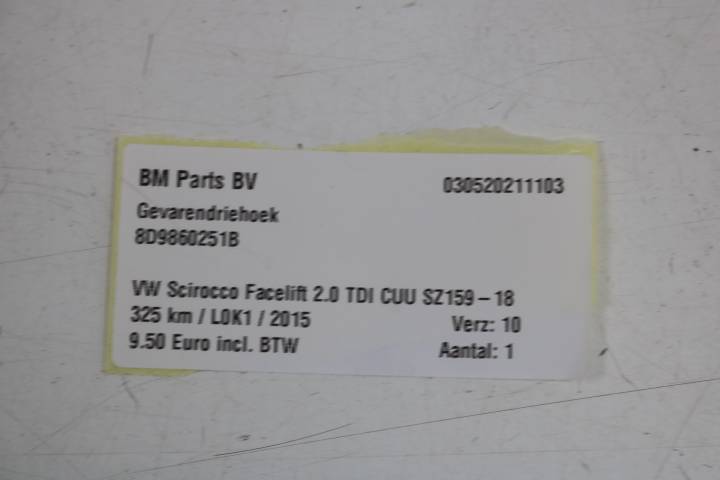 BM Parts BV 030520211103
Gevarendriehoek
8D9860251B
VW Scirocco Facelift 2.0 TDI CUU SZ159 – 18
325 km / L0K1 / 2015 Verz: 10
9.50 Euro incl. BTW Aantal: 1